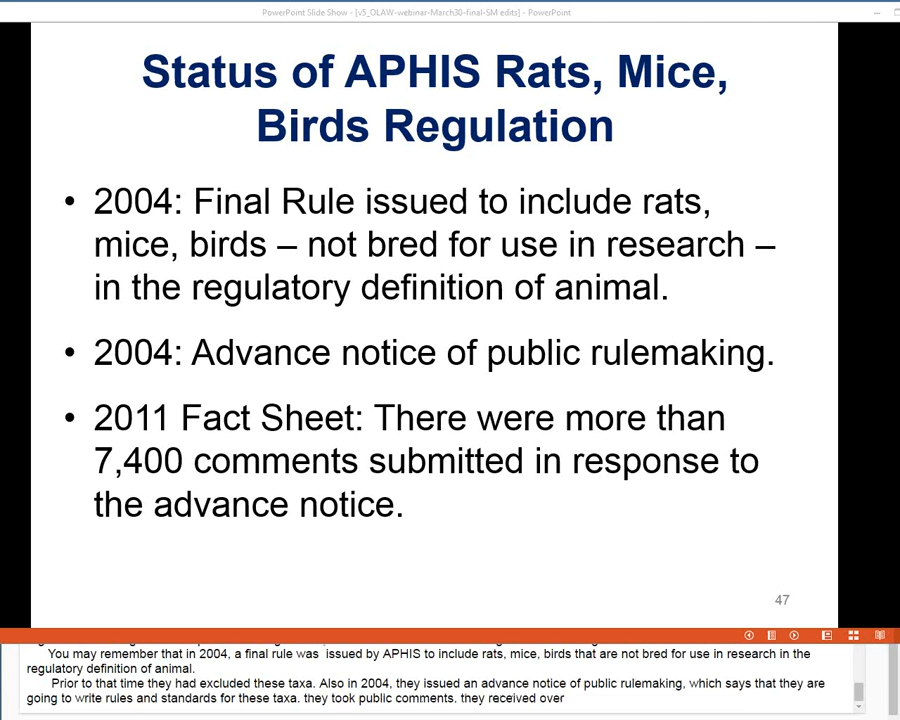 PowerPoint Slide Show - [v5_OLAW-webinar-March30-final-SM edits] - PowerPoint
Status of APHIS Rats, Mice,
Birds Regulation
• 2004: Final Rule issued to include rats,
mice, birds – not bred for use in research –
in the regulatory definition of animal.
• 2004: Advance notice of public rulemaking.
• 2011 Fact Sheet: There were more than
7,400 comments submitted in response to
the advance notice.
47
You may remember that in 2004, a final rule was issued by APHIS to include rats, mice, birds that are not bred for use in research in the
regulatory definition of animal.
Prior to that time they had excluded these taxa. Also in 2004, they issued an advance notice of public rulemaking, which says that they are
going to write rules and standards for these taxa. they took public comments. they received over